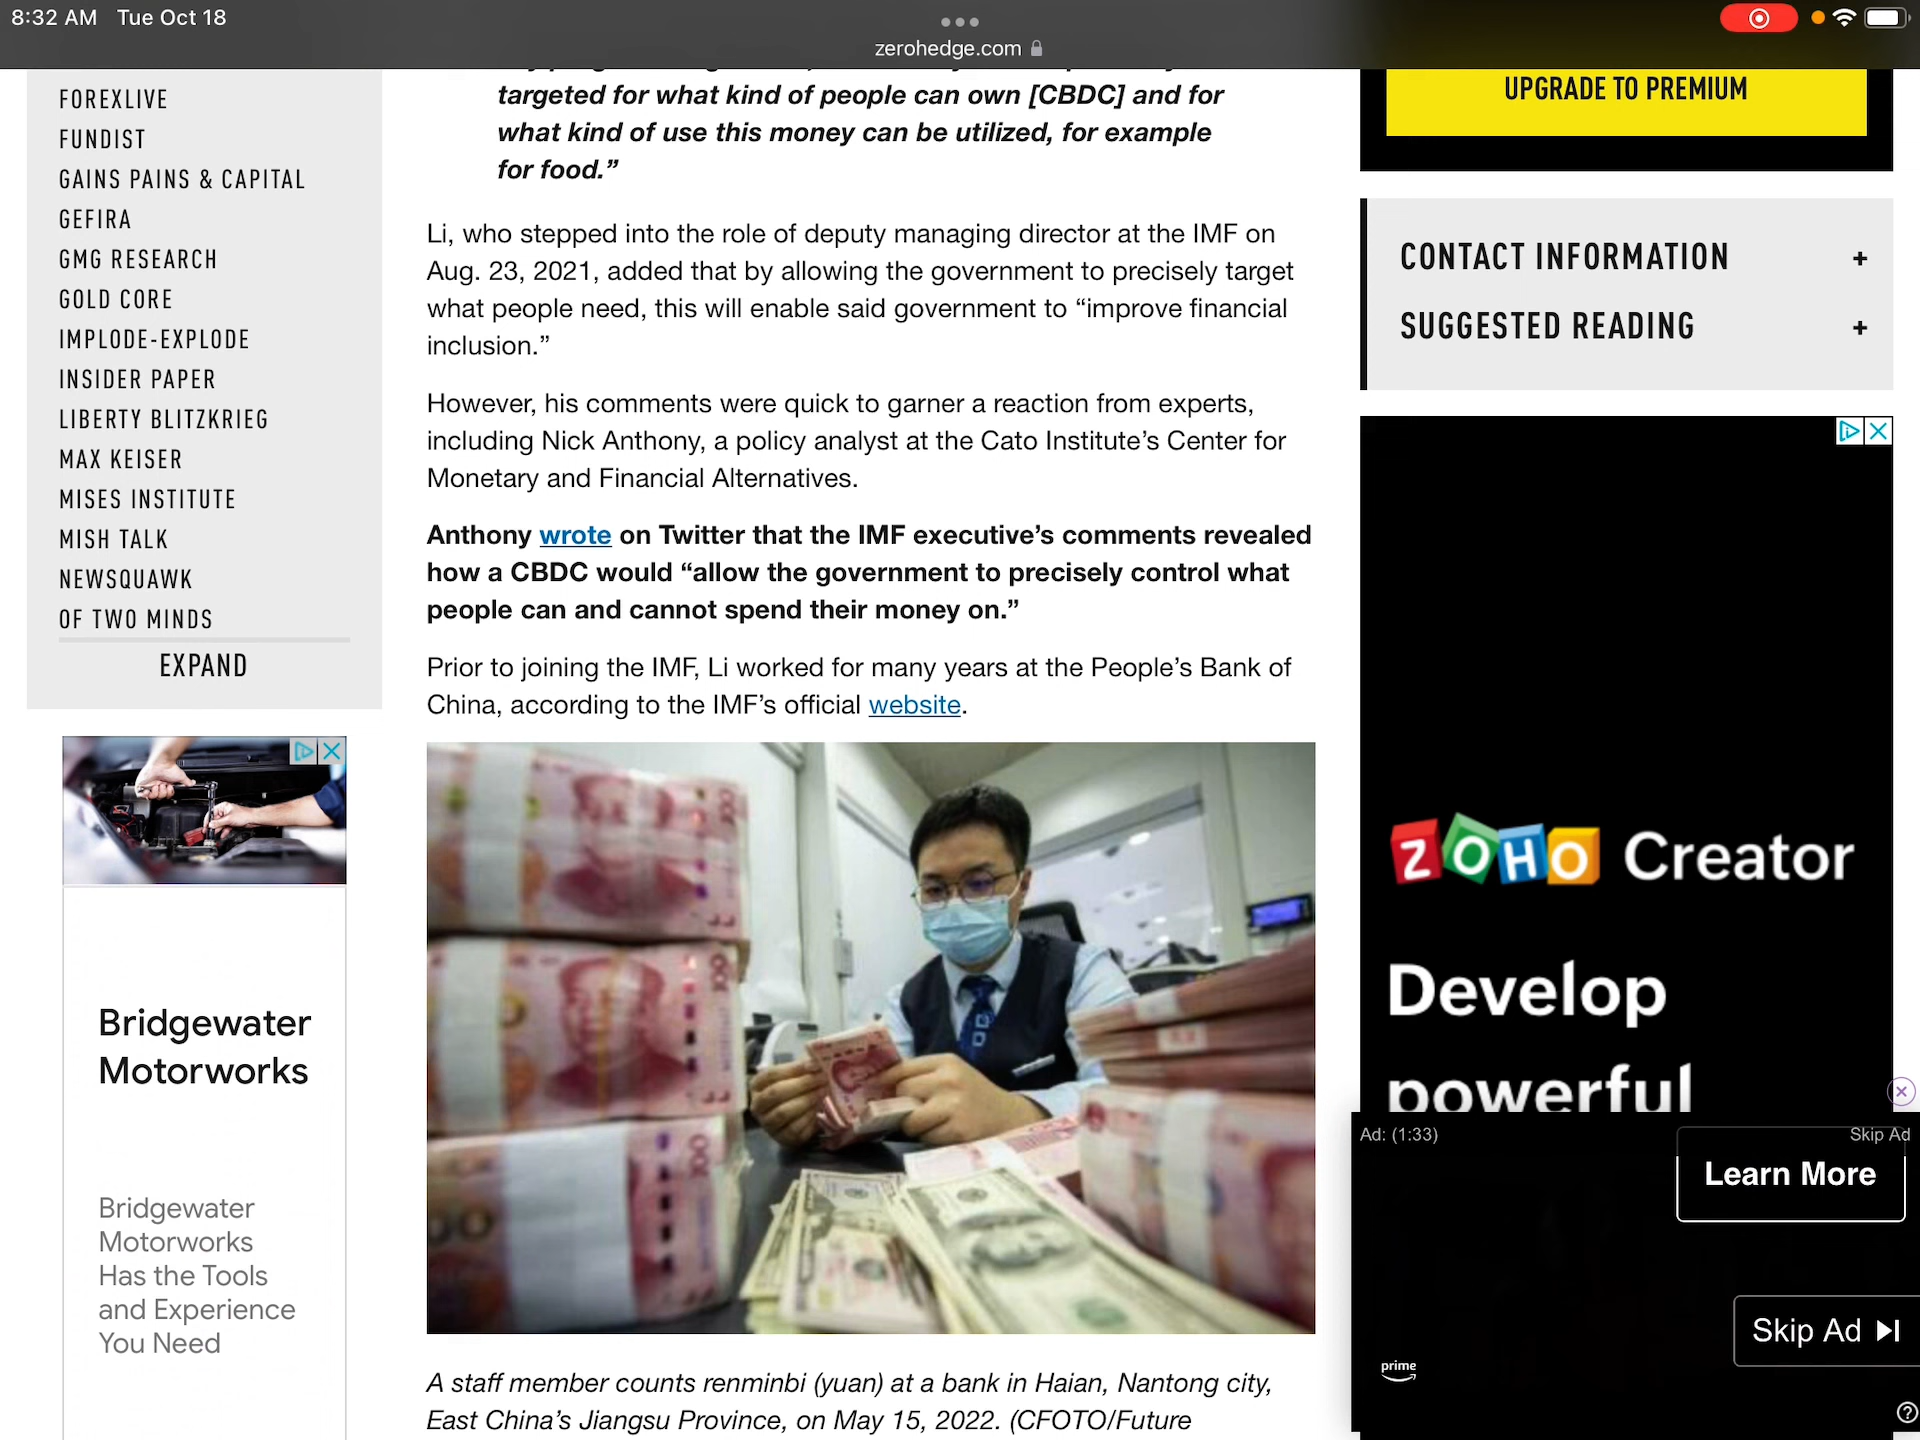 8:32 AM Tue Oct 18
zerohedge.com
FOREXLIVE
FUNDIST
GAINS PAINS & CAPITAL
GEFIRA
GMG RESEARCH
GOLD CORE
IMPLODE-EXPLODE
INSIDER PAPER
LIBERTY BLITZKRIEG
MAX KEISER
MISES INSTITUTE
MISH TALK
NEWSQUAWK
OF TWO MINDS
EXPAND
Bridgewater
Motorworks
Bridgewater
Motorworks
Has the Tools
and Experience
You Need
targeted for what kind of people can own [CBDC] and for
what kind of use this money can be utilized, for example
for food.”
Li, who stepped into the role of deputy managing director at the IMF on
Aug. 23, 2021, added that by allowing the government to precisely target
what people need, this will enable said government to “improve financial
inclusion.”
However, his comments were quick to garner a reaction from experts,
including Nick Anthony, a policy analyst at the Cato Institute’s Center for
Monetary and Financial Alternatives.
Anthony wrote on Twitter that the IMF executive’s comments revealed
how a CBDC would “allow the government to precisely control what
people can and cannot spend their money on.”
Prior to joining the IMF, Li worked for many years at the People’s Bank of
China, according to the IMF’s official website.
100
100
100
A staff member counts renminbi (yuan) at a bank in Haian, Nantong city,
East China’s Jiangsu Province, on May 15, 2022. (CFOTO/Future
UPGRADE TO PREMIUM
CONTACT INFORMATION +
SUGGESTED READING +
ZOHO Creator
Develop
powerful
Ad: (1:33)
Skip Ad
Learn More
Skip Ad
prime